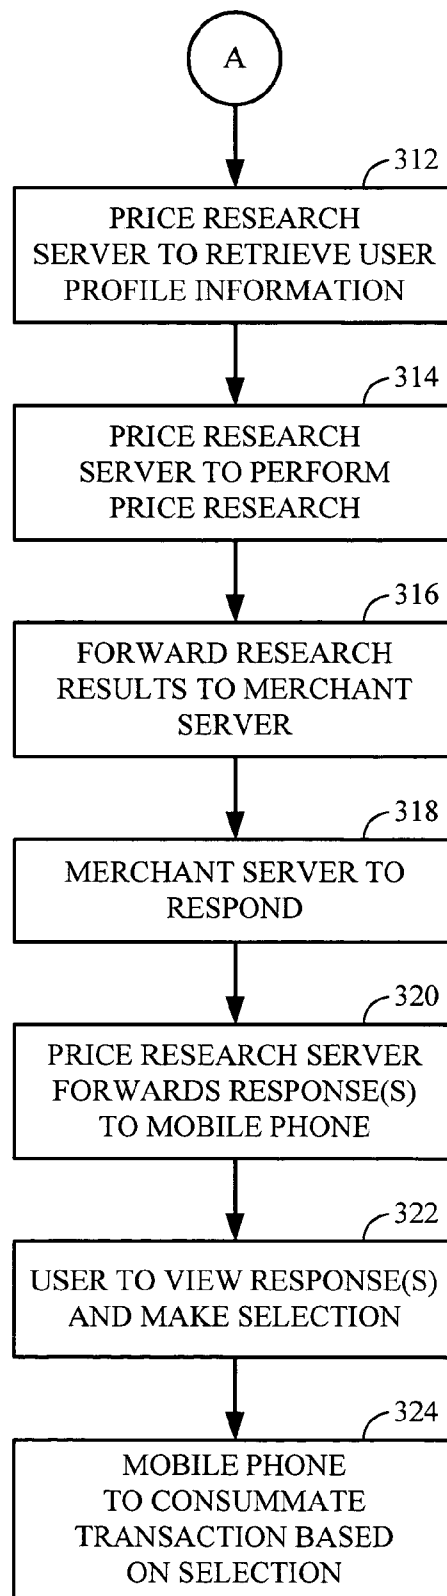 A
312
PRICE RESEARCH
SERVER TO RETRIEVE USER
PROFILE INFORMATION
314
PRICE RESEARCH
SERVER TO PERFORM
PRICE RESEARCH
316
FORWARD RESEARCH
RESULTS TO MERCHANT
SERVER
318
MERCHANT SERVER TO
RESPOND
320
PRICE RESEARCH SERVER
FORWARDS RESPONSE(S)
TO MOBILE PHONE
322
USER TO VIEW RESPONSE(S)
AND MAKE SELECTION
324
MOBILE PHONE
TO CONSUMMATE
TRANSACTION BASED
ON SELECTION